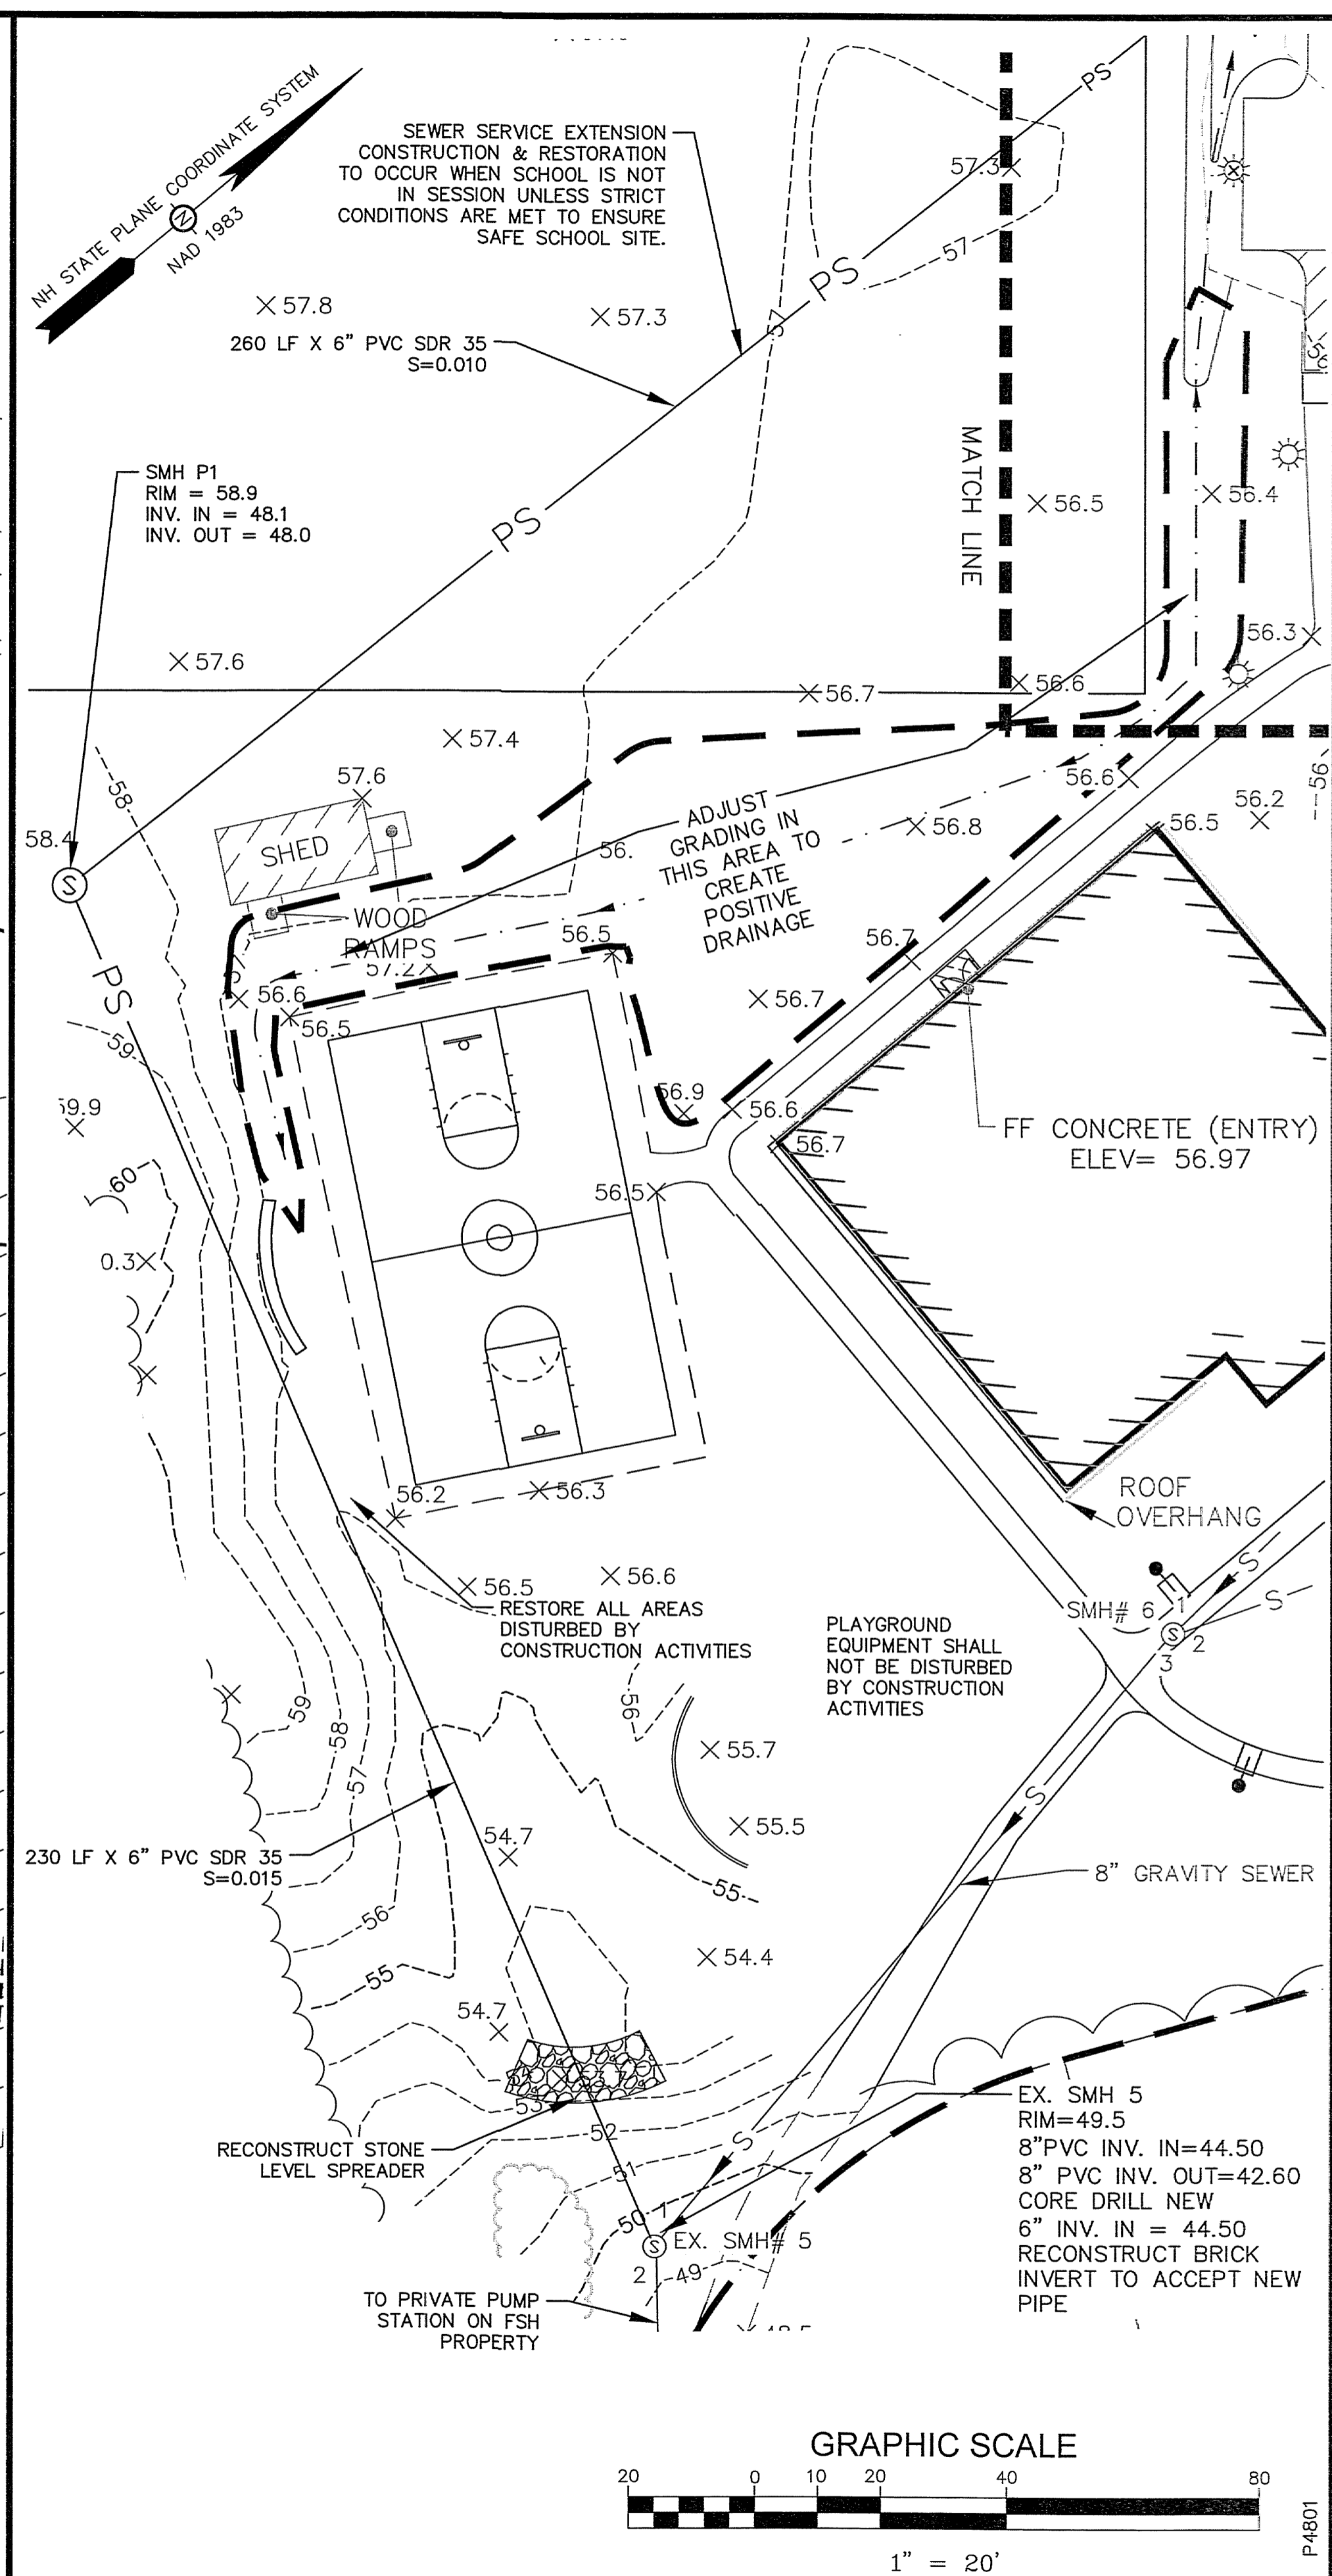 NH STATE PLANE COORDINATE SYSTEM
N
NAD 1983
SEWER SERVICE EXTENSION
CONSTRUCTION & RESTORATION
TO OCCUR WHEN SCHOOL IS NOT
IN SESSION UNLESS STRICT
CONDITIONS ARE MET TO ENSURE
SAFE SCHOOL SITE.
PS
57.3
57
PS
57.8
57.3
57
260 LF X 6" PVC SDR 35
S=0.010
SMH P1
RIM = 58.9
INV. IN = 48.1
INV. OUT = 48.0
PS
MATCH LINE
56.5
56.4
56.3
57.6
56.7
56.6
57.4
58
57.6
56.6
56.2
56
56.5
58.4
S
SHED
56.
ADJUST
GRADING IN
THIS AREA TO
CREATE
POSITIVE
DRAINAGE
56.8
WOOD
RAMPS
57.2
56.5
56.7
PS
56.6
56.5
56.7
59
56.9
56.6
56.7
FF CONCRETE (ENTRY)
ELEV= 56.97
60
56.5
0.3
56.2
56.3
ROOF
OVERHANG
56.5
56.6
RESTORE ALL AREAS
DISTURBED BY
CONSTRUCTION ACTIVITIES
PLAYGROUND
EQUIPMENT SHALL
NOT BE DISTURBED
BY CONSTRUCTION
ACTIVITIES
SMH# 6
1
S
2
3
S
S
59
58
57
56
55.7
55.5
S
230 LF X 6" PVC SDR 35
S=0.015
54.7
8" GRAVITY SEWER
55
56
55
54.4
54.7
53
52
51
50
RECONSTRUCT STONE
LEVEL SPREADER
S
EX. SMH 5
RIM=49.5
8"PVC INV. IN=44.50
8" PVC INV. OUT=42.60
CORE DRILL NEW
6" INV. IN = 44.50
RECONSTRUCT BRICK
INVERT TO ACCEPT NEW
PIPE
1
S
EX. SMH# 5
2
49
TO PRIVATE PUMP
STATION ON FSH
PROPERTY
GRAPHIC SCALE
20 0 10 20 40 80
1" = 20'
P4801